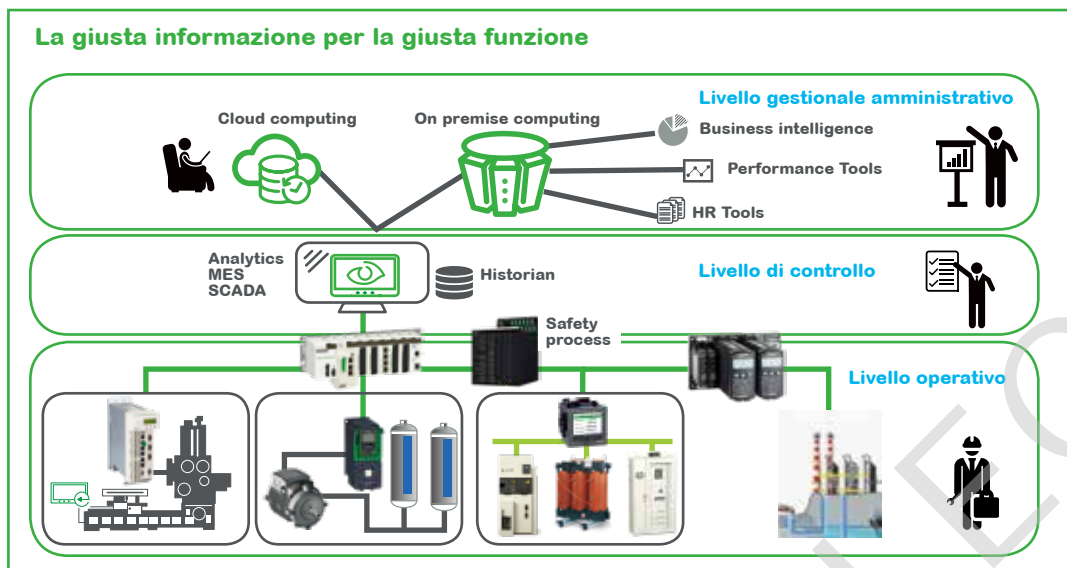 La giusta informazione per la giusta funzione
Livello gestionale amministrativo
Cloud computing
On premise computing
Business intelligence
Performance Tools
HR Tools
Analytics
MES
SCADA
Historian
Livello di controllo
Safety
process
Livello operativo